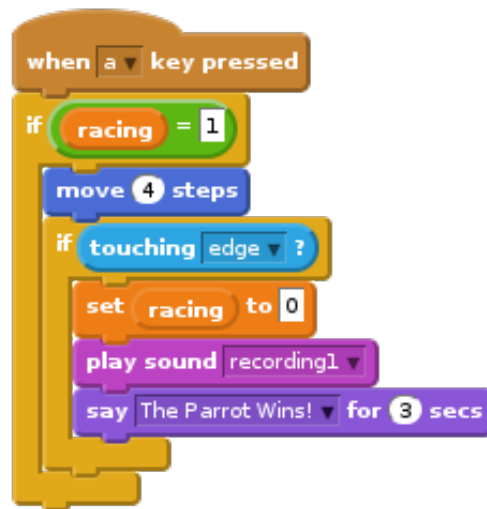 when a key pressed
if racing = 1
move 4 steps
if touching edge ?
set racing to 0
play sound recording1
say The Parrot Wins! for 3 secs